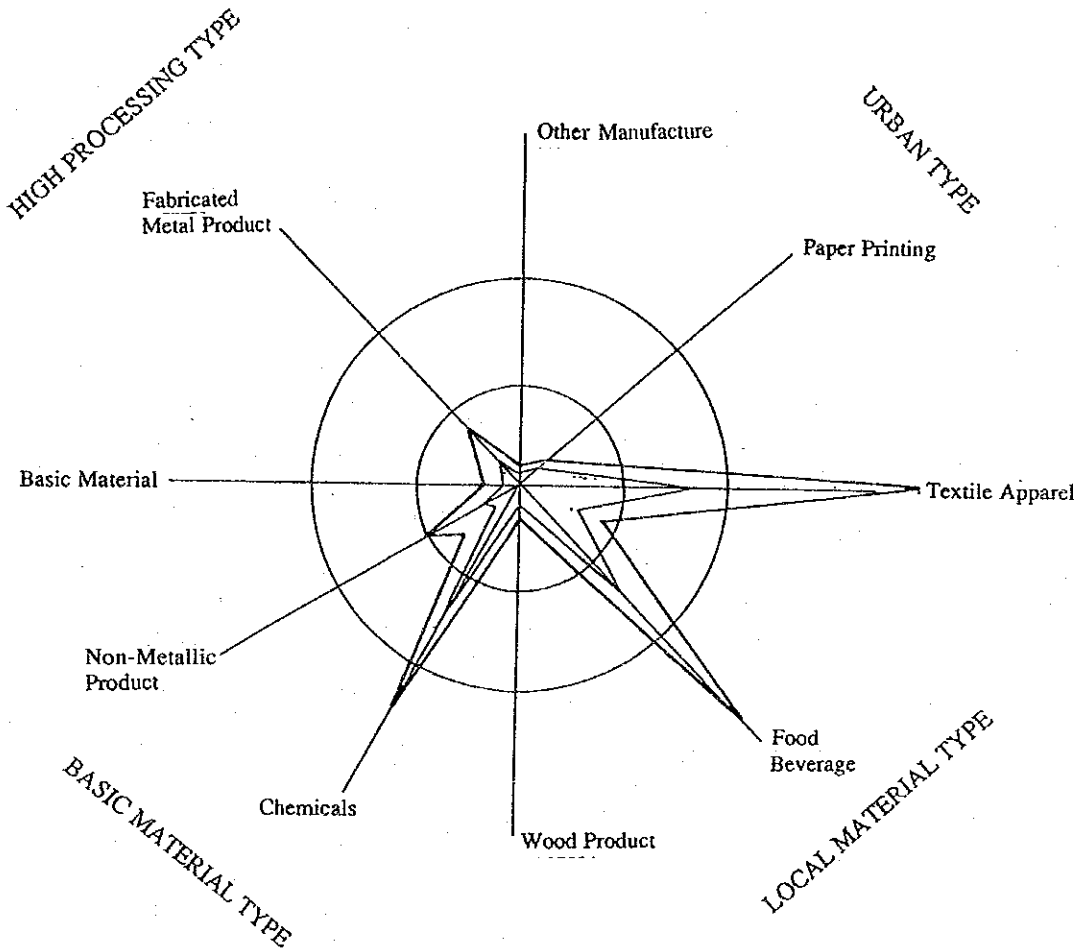 HIGH PROCESSING TYPE
URBAN TYPE
Other Manufacture
Fabricated
Metal Product
Paper Printing
Basic Material
Textile Apparel
Non-Metallic
Product
Food
Beverage
Chemicals
Wood Product
BASIC MATERIAL TYPE
LOCAL MATERIAL TYPE